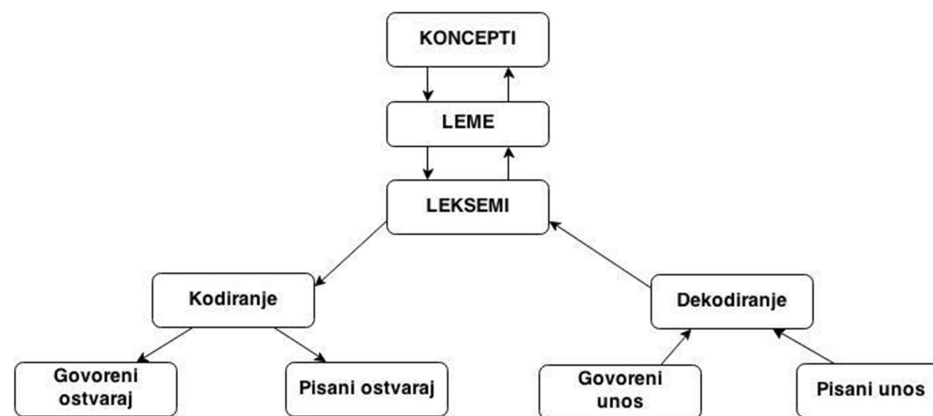 KONCEPTI
LEME
LEKSEMI
Kodiranje
Dekodiranje
Govoreni
ostvaraj
Pisani ostvaraj
Govoreni
unos
Pisani unos